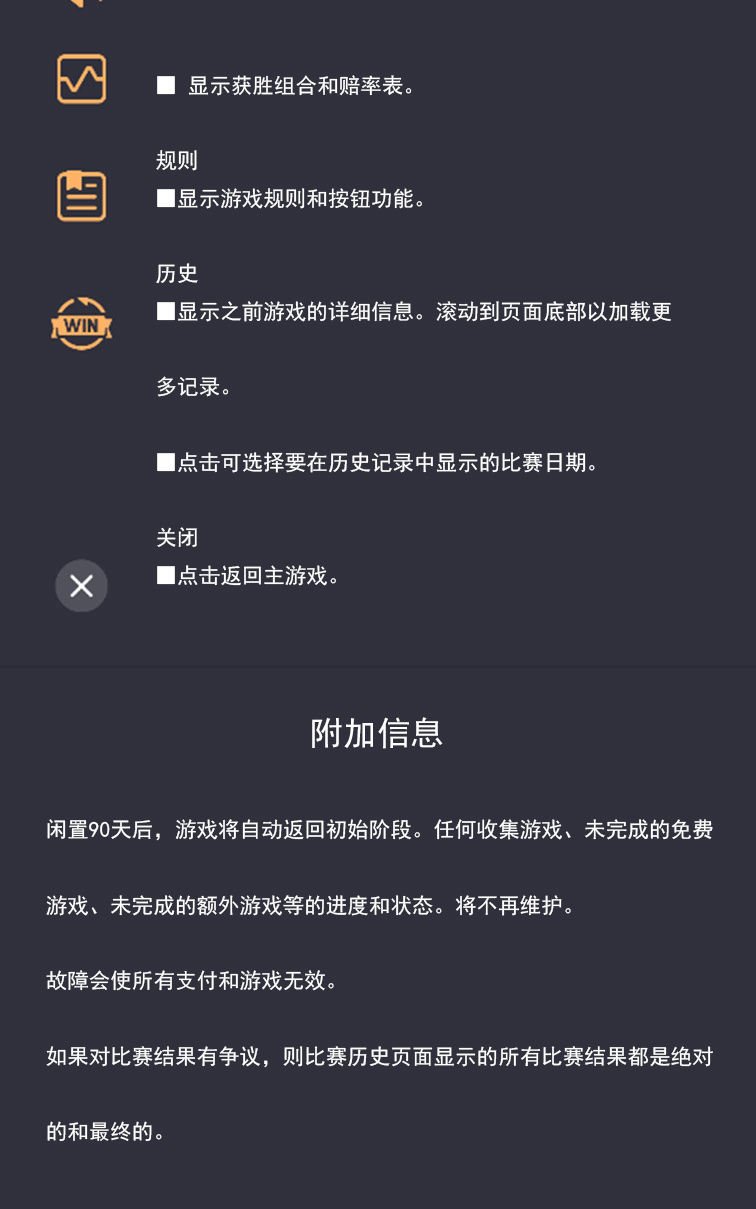 ■ 显示获胜组合和赔率表。
规则
■显示游戏规则和按钮功能。
历史
■显示之前游戏的详细信息。滚动到页面底部以加载更
WIN
多记录。
■点击可选择要在历史记录中显示的比赛日期。
关闭
■点击返回主游戏。
附加信息
闲置90天后，游戏将自动返回初始阶段。任何收集游戏、未完成的免费
游戏、未完成的额外游戏等的进度和状态。将不再维护。
故障会使所有支付和游戏无效。
如果对比赛结果有争议，则比赛历史页面显示的所有比赛结果都是绝对
的和最终的。